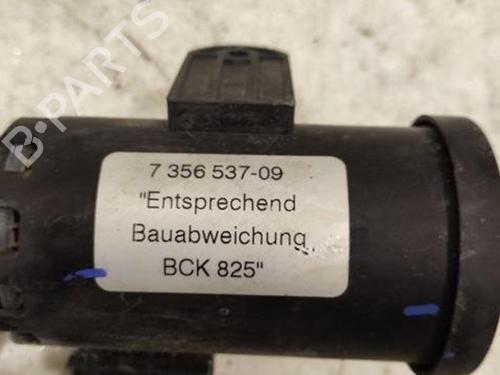 B-PARTS
7 356 537-09
"Entsprechend
Bauabweichung
BCK 825"